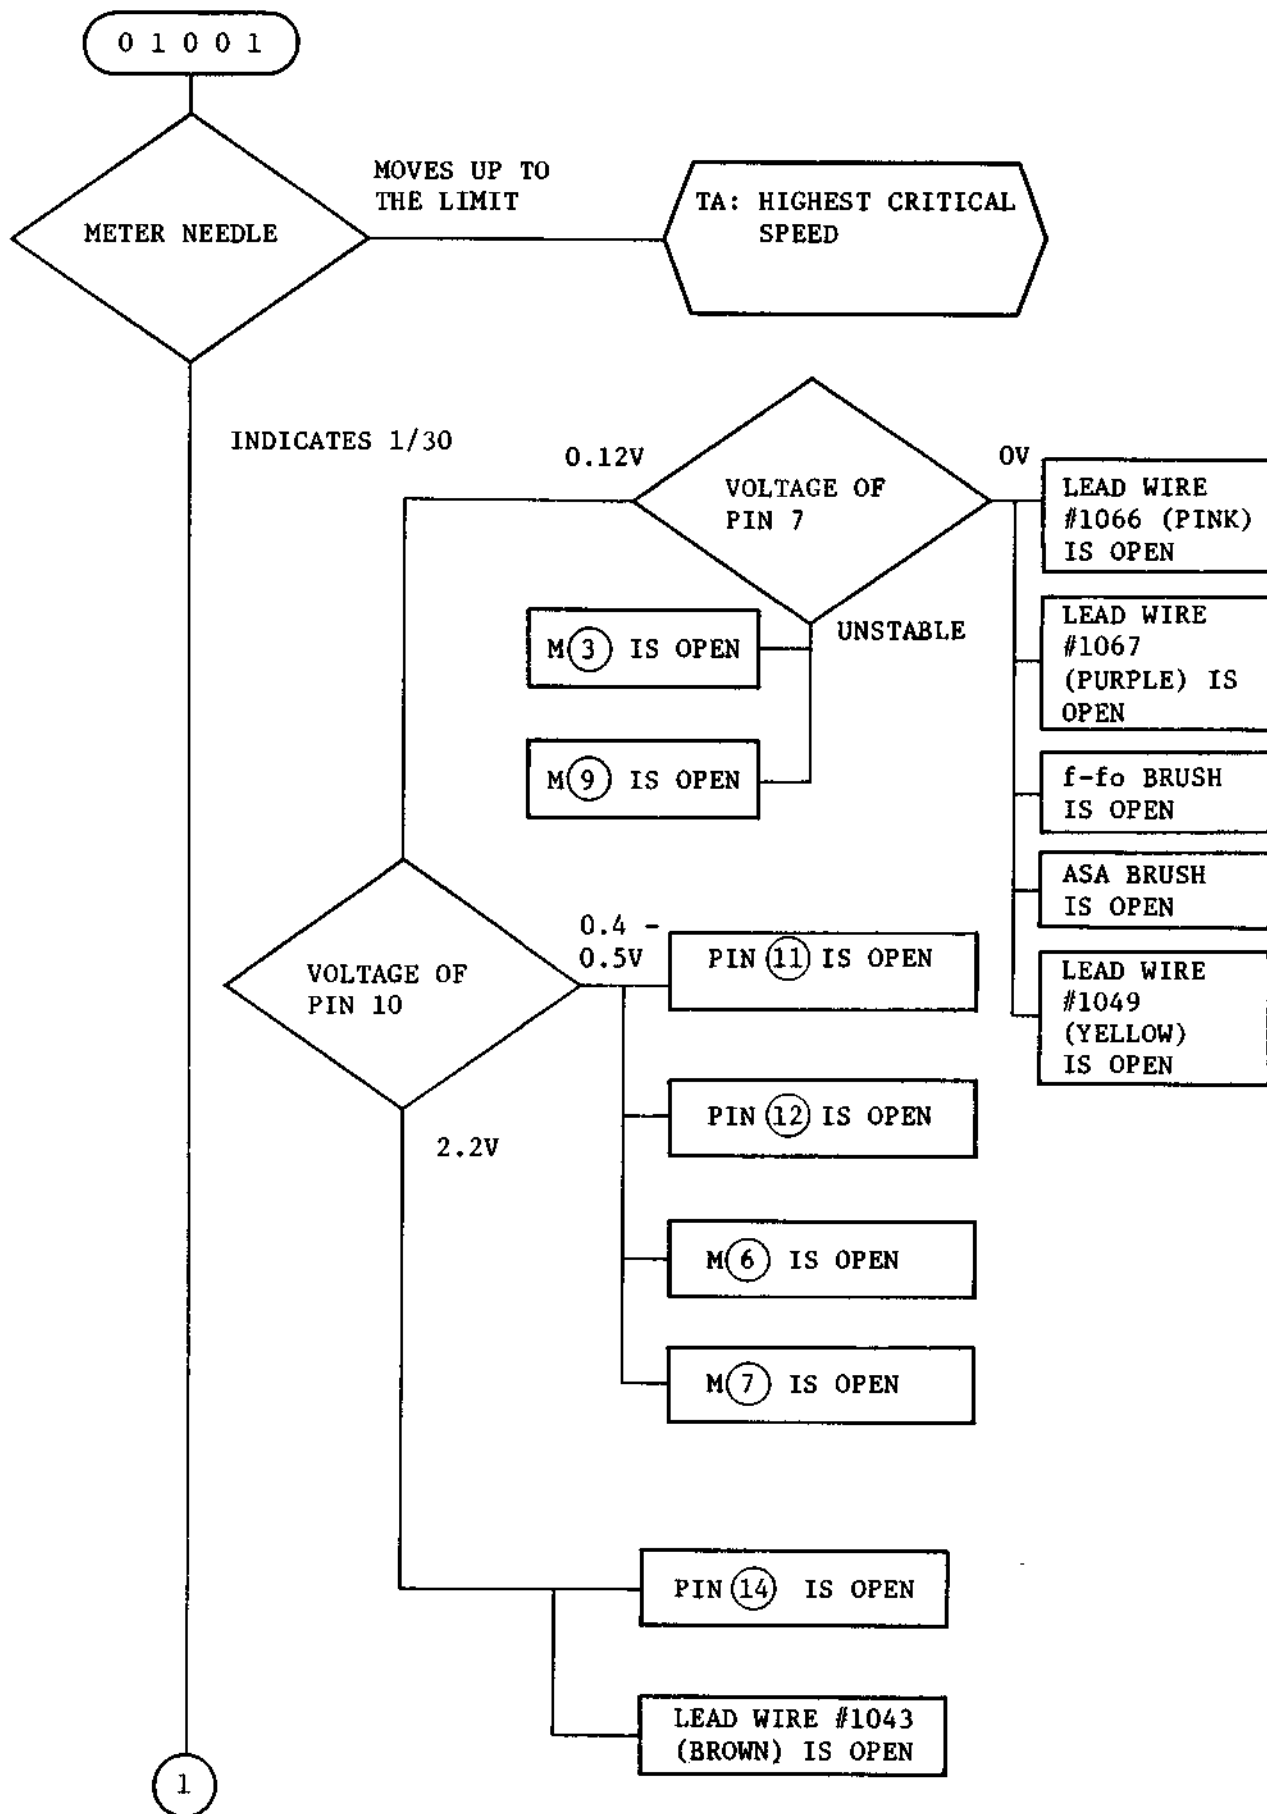 0 1 0 0 1
MOVES UP TO
THE LIMIT
METER NEEDLE
TA: HIGHEST CRITICAL
SPEED
INDICATES 1/30
0.12V
VOLTAGE OF
PIN 7
0V
LEAD WIRE
#1066 (PINK)
IS OPEN
UNSTABLE
M③ IS OPEN
M⑨ IS OPEN
LEAD WIRE
#1067
(PURPLE) IS
OPEN
f-fo BRUSH
IS OPEN
ASA BRUSH
IS OPEN
LEAD WIRE
#1049
(YELLOW)
IS OPEN
VOLTAGE OF
PIN 10
0.4 -
0.5V
PIN ⑪ IS OPEN
PIN ⑫ IS OPEN
M⑥ IS OPEN
M⑦ IS OPEN
2.2V
PIN ⑭ IS OPEN
LEAD WIRE #1043
(BROWN) IS OPEN
1